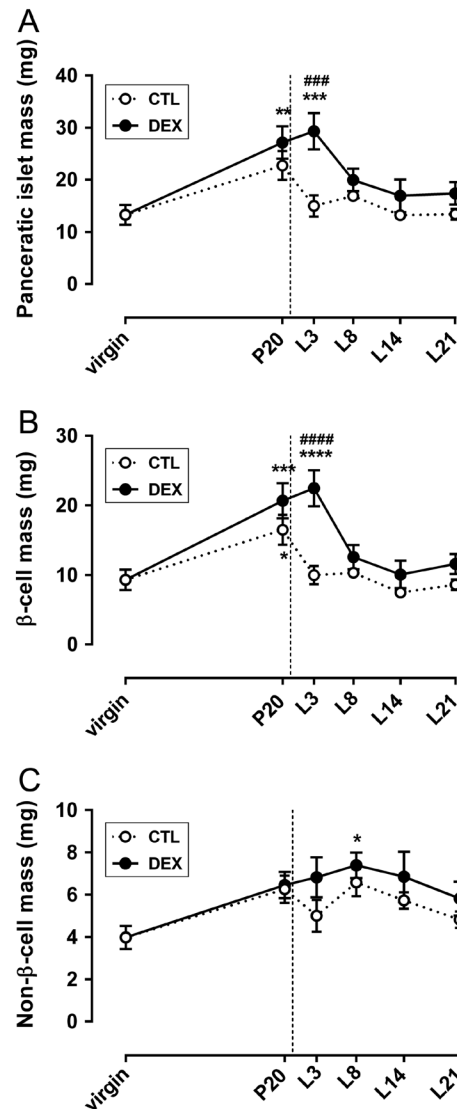 A
Panceratic islet mass (mg)
40
30
20
10
0
CTL
DEX
**
###
***
virgin
P20
L3
L8
L14
L21
B
β-cell mass (mg)
30
20
10
0
CTL
DEX
***
*
####
****
virgin
P20
L3
L8
L14
L21
C
Non-β-cell mass (mg)
10
8
6
4
2
0
CTL
DEX
*
virgin
P20
L3
L8
L14
L21